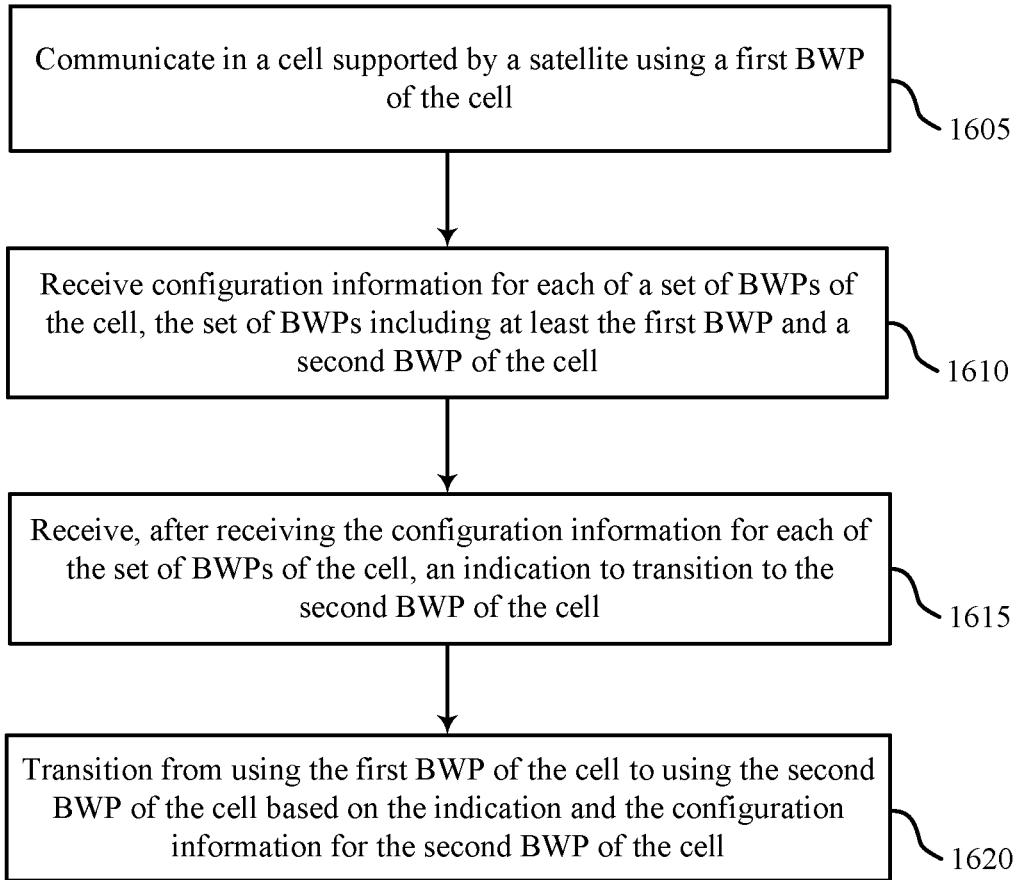 Communicate in a cell supported by a satellite using a first BWP
of the cell
1605
Receive configuration information for each of a set of BWPs of
the cell, the set of BWPs including at least the first BWP and a
second BWP of the cell
1610
Receive, after receiving the configuration information for each of
the set of BWPs of the cell, an indication to transition to the
second BWP of the cell
1615
Transition from using the first BWP of the cell to using the second
BWP of the cell based on the indication and the configuration
information for the second BWP of the cell
1620